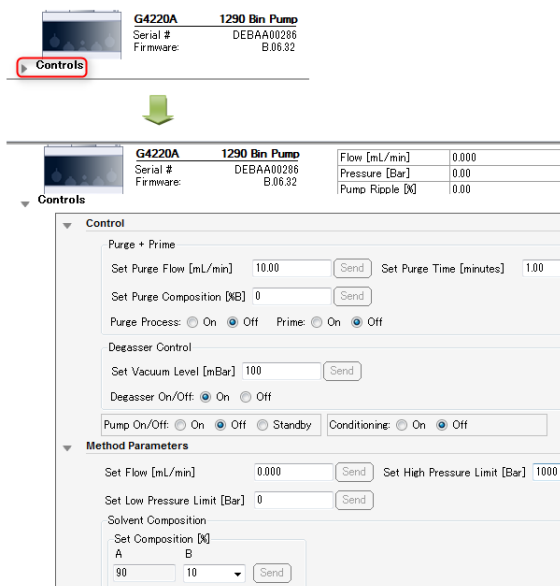 G4220A 1290 Bin Pump
Serial # DEBAA00286
Firmware: B.06.32
Controls
G4220A 1290 Bin Pump
Serial # DEBAA00286
Firmware: B.06.32
Flow [mL/min] 0.000
Pressure [Bar] 0.00
Pump Ripple [%] 0.00
Controls
Control
Purge + Prime
Set Purge Flow [mL/min] 10.00 Send Set Purge Time [minutes] 1.00
Set Purge Composition [%B] 0 Send
Purge Process: On Off Prime: On Off
Degasser Control
Set Vacuum Level [mBar] 100 Send
Degasser On/Off: On Off
Pump On/Off: On Off Standby Conditioning: On Off
Method Parameters
Set Flow [mL/min] 0.000 Send Set High Pressure Limit [Bar] 1000
Set Low Pressure Limit [Bar] 0 Send
Solvent Composition
Set Composition [%]
A B
90 10 Send